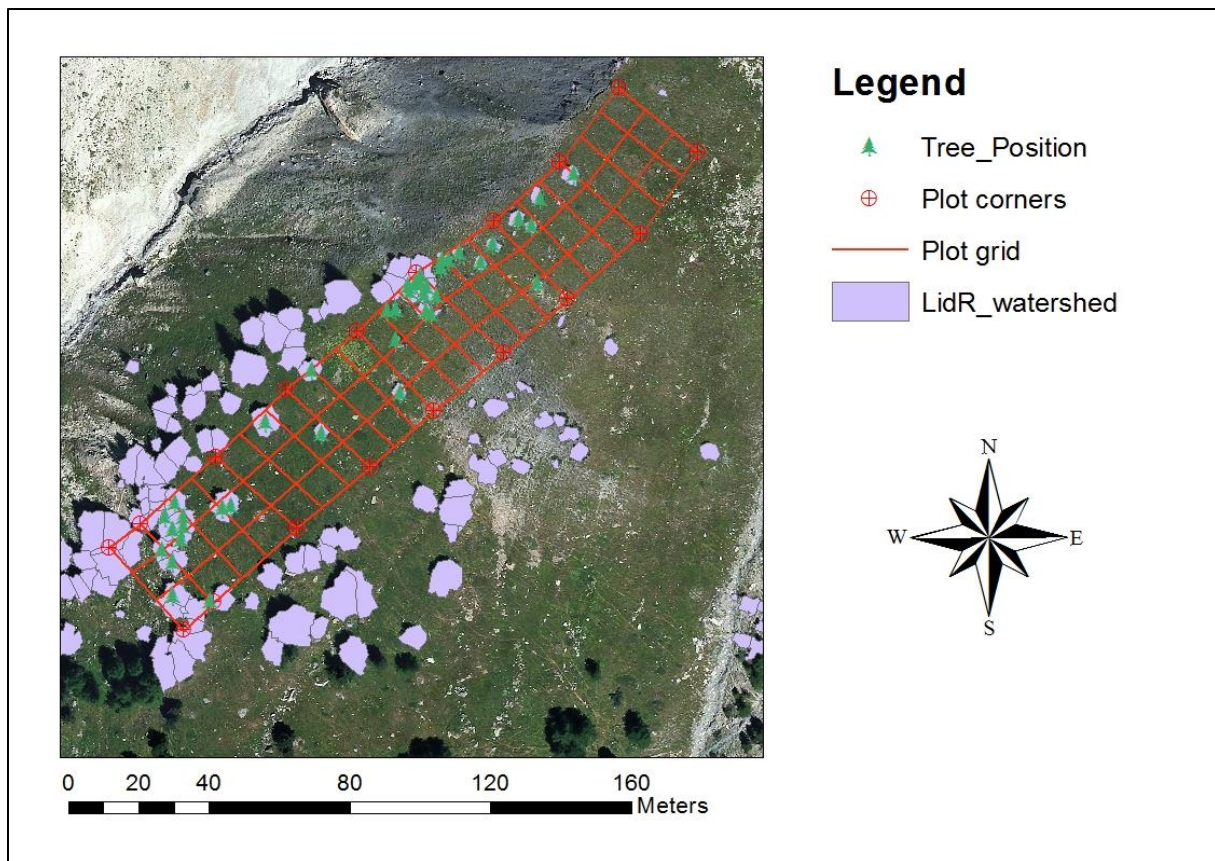 Legend
Tree_Position
Plot corners
Plot grid
LidR_watershed
N
W E
S
0 20 40 80 120 160
Meters